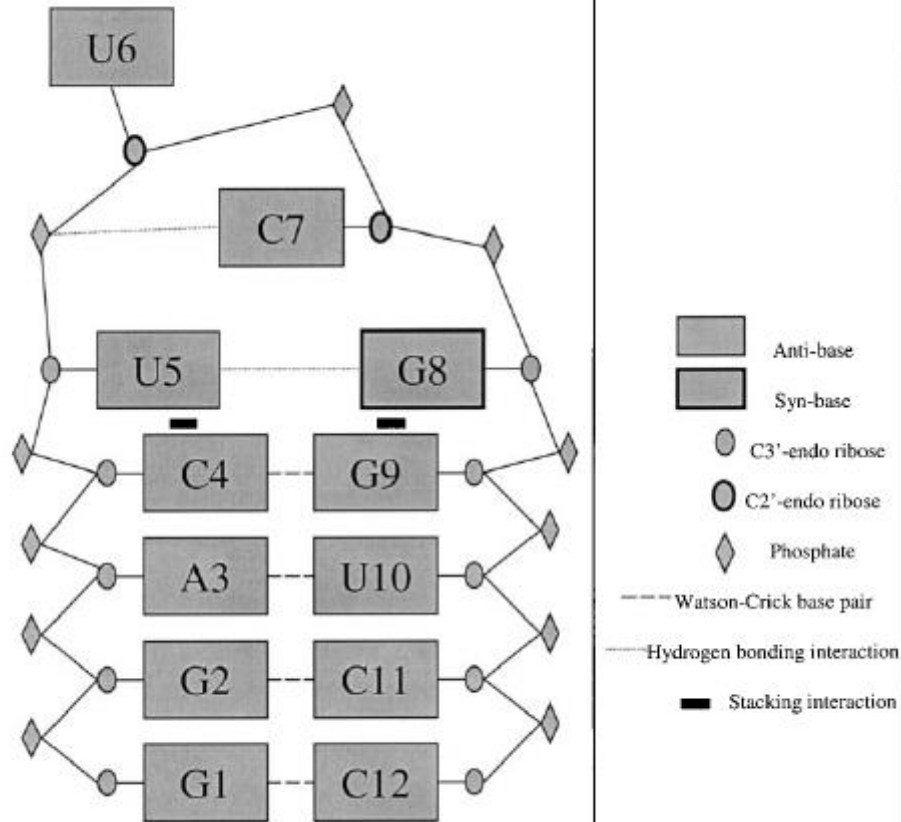 U6
C7
U5 G8
C4 G9
A3 U10
G2 C11
G1 C12
Anti-base
Syn-base
C3'-endo ribose
C2'-endo ribose
Phosphate
Watson-Crick base pair
Hydrogen bonding interaction
Stacking interaction